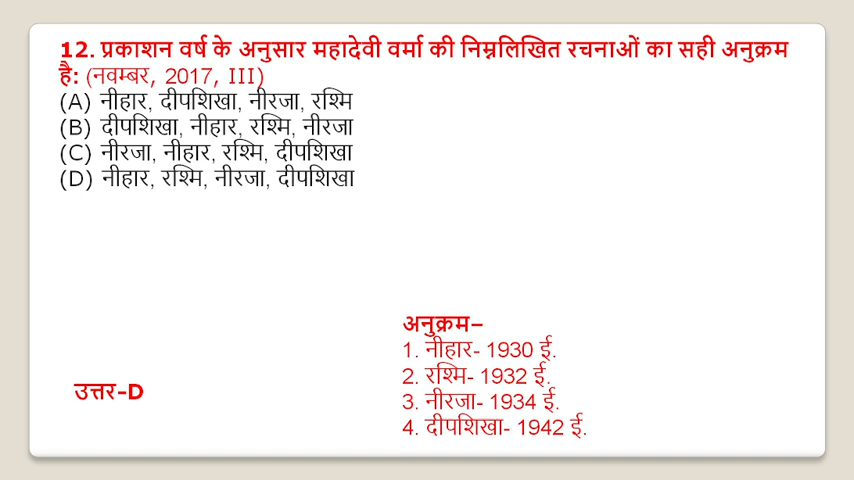 12. प्रकाशन वर्ष के अनुसार महादेवी वर्मा की निम्नलिखित रचनाओं का सही अनुक्रम
है: (नवम्बर, 2017, III)
(A) नीहार, दीपशिखा, नीरजा, रश्मि
(B) दीपशिखा, नीहार, रश्मि, नीरजा
(C) नीरजा, नीहार, रश्मि, दीपशिखा
(D) नीहार, रश्मि, नीरजा, दीपशिखा
अनुक्रम–
1. नीहार- 1930 ई.
2. रश्मि- 1932 ई.
3. नीरजा- 1934 ई.
4. दीपशिखा- 1942 ई.
उत्तर-D